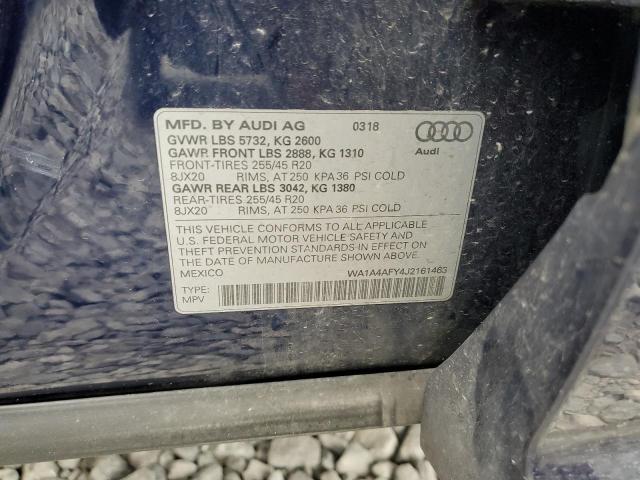 MFD. BY AUDI AG 0318
GVWR LBS 5732, KG 2600
GAWR FRONT LBS 2888, KG 1310
FRONT-TIRES 255/45 R20
8JX20 RIMS, AT 250 KPA 36 PSI COLD
GAWR REAR LBS 3042, KG 1380
REAR-TIRES 255/45 R20
8JX20 RIMS, AT 250 KPA 36 PSI COLD
Audi
THIS VEHICLE CONFORMS TO ALL APPLICABLE
U.S. FEDERAL MOTOR VEHICLE SAFETY AND
THEFT PREVENTION STANDARDS IN EFFECT ON
THE DATE OF MANUFACTURE SHOWN ABOVE.
MEXICO WA1A4AFY4J2161463
TYPE:
MPV